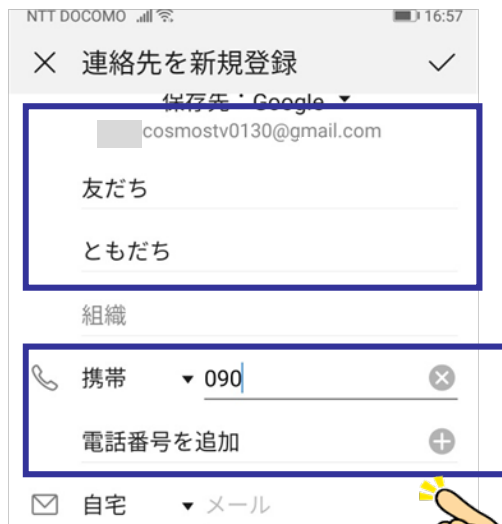 NTT DOCOMO 16:57
連絡先を新規登録
保存先：Google
cosmostv0130@gmail.com
友だち
ともだち
組織
携帯 090
電話番号を追加
自宅 メール